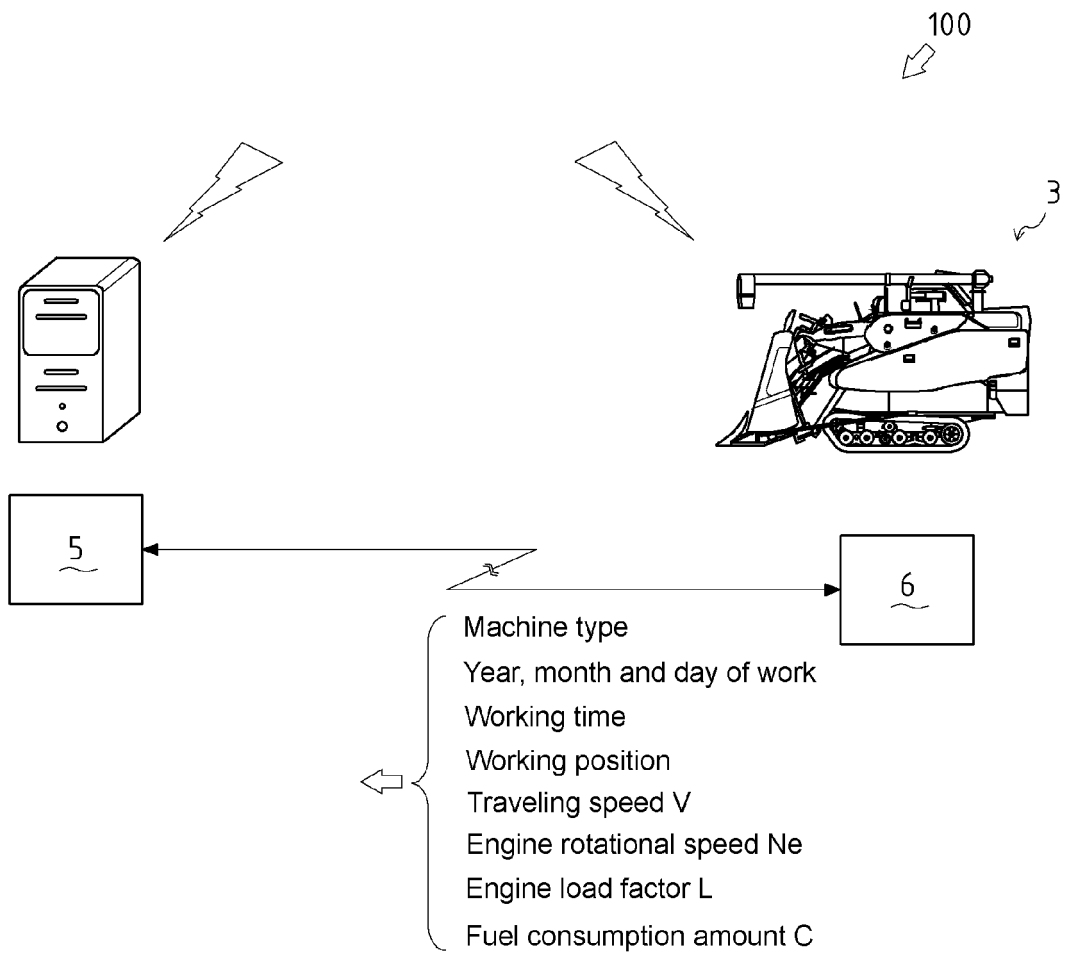 100
3
5
6
Machine type
Year, month and day of work
Working time
Working position
Traveling speed V
Engine rotational speed Ne
Engine load factor L
Fuel consumption amount C